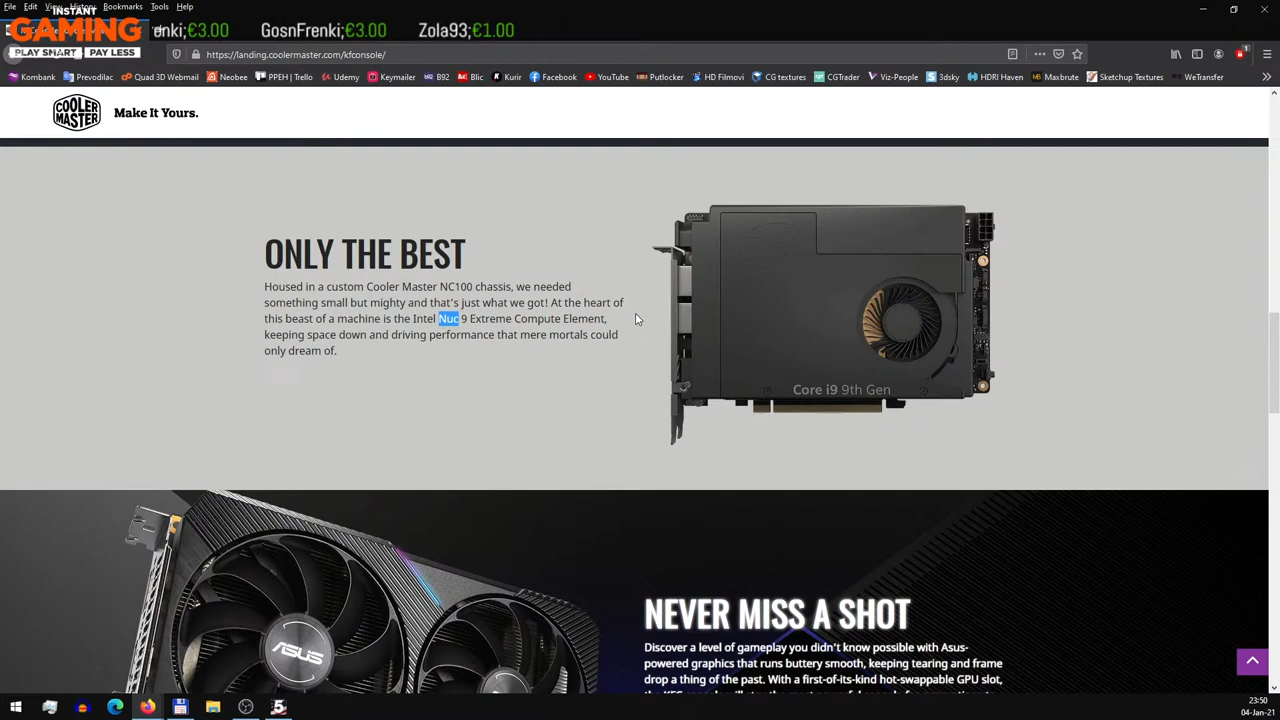 File Edit View History Bookmarks Tools Help
INSTANT
GAMING
PLAY SMART PAY LESS
enki;€3.00 GosnFrenki;€3.00 Zola93;€1.00
https://landing.coolermaster.com/kfconsole/
Kombank Prevodilac Quad 3D Webmail Neobee PPEH | Trello Udemy Keymailer B92 Blic Kurir Facebook YouTube Putlocker HD Filmovi CG textures CGTrader Viz-People 3dsky HDRI Haven Maxbrute Sketchup Textures WeTransfer
COOLER
MASTER
Make It Yours.
ONLY THE BEST
Housed in a custom Cooler Master NC100 chassis, we needed
something small but mighty and that's just what we got! At the heart of
this beast of a machine is the Intel Nuc 9 Extreme Compute Element,
keeping space down and driving performance that mere mortals could
only dream of.
Core i9 9th Gen
ASUS
NEVER MISS A SHOT
Discover a level of gameplay you didn't know possible with Asus-
powered graphics that runs buttery smooth, keeping tearing and frame
drop a thing of the past. With a first-of-its-kind hot-swappable GPU slot,
23:50
04-Jan-21